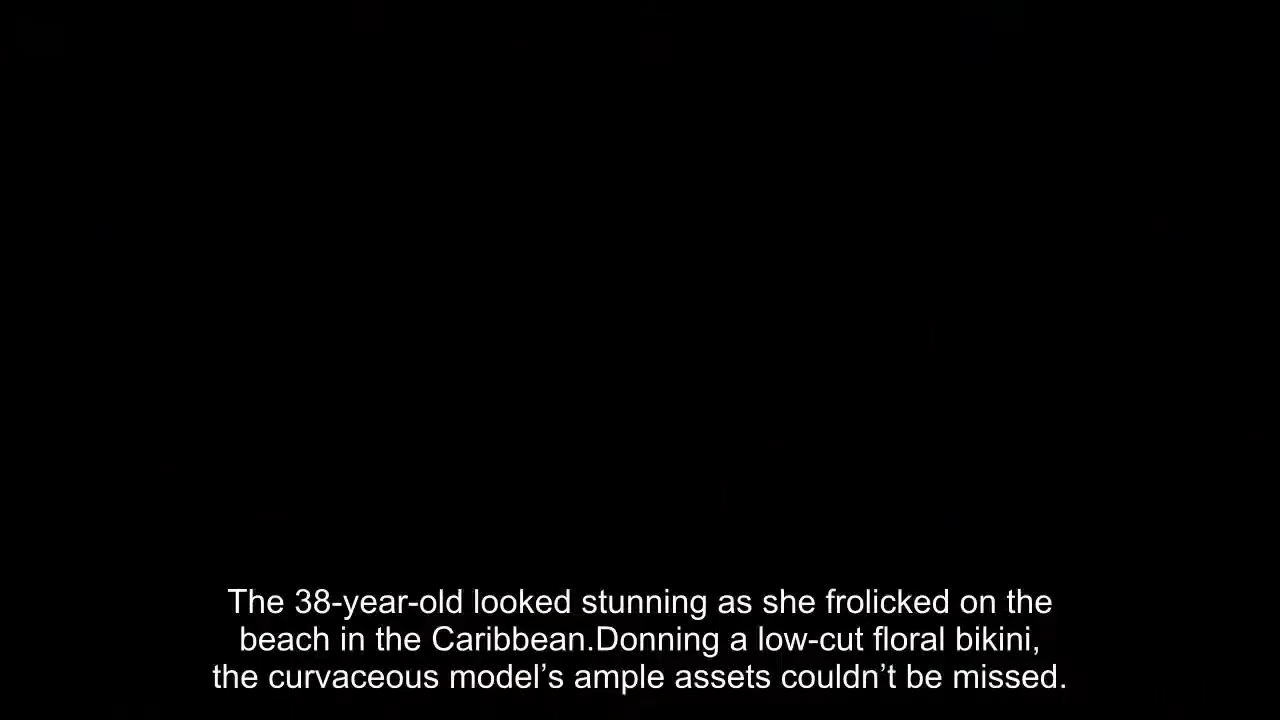 The 38-year-old looked stunning as she frolicked on the
beach in the Caribbean.Donning a low-cut floral bikini,
the curvaceous model’s ample assets couldn’t be missed.